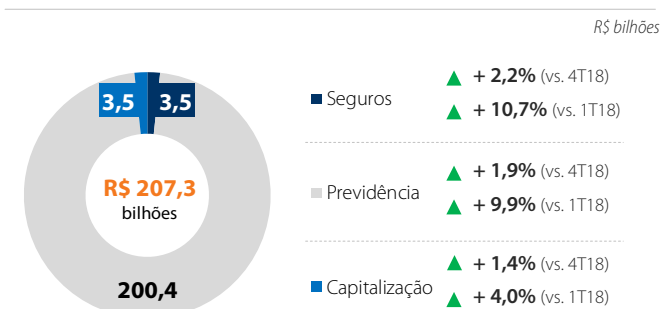 R$ bilhões
3,5
3,5
R$ 207,3
bilhões
200,4
Seguros
+ 2,2% (vs. 4T18)
+ 10,7% (vs. 1T18)
Previdência
+ 1,9% (vs. 4T18)
+ 9,9% (vs. 1T18)
Capitalização
+ 1,4% (vs. 4T18)
+ 4,0% (vs. 1T18)